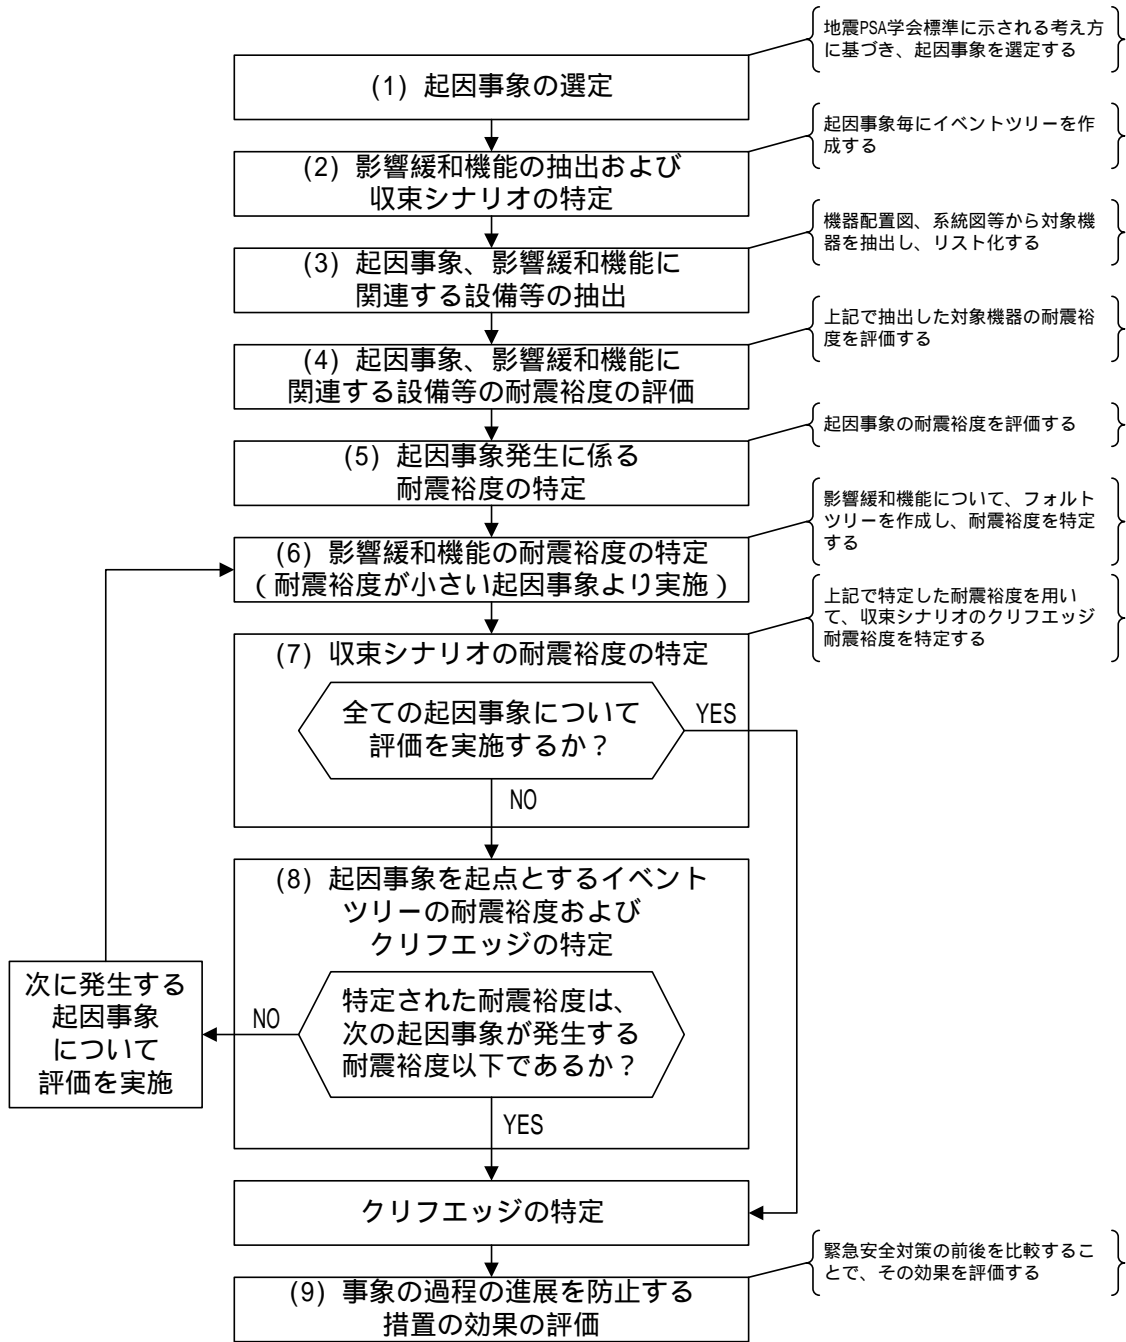 地震PSA学会標準に示される考え方
に基づき、起因事象を選定する
(1) 起因事象の選定
起因事象毎にイベントツリーを作
成する
(2) 影響緩和機能の抽出および
収束シナリオの特定
機器配置図、系統図等から対象機
器を抽出し、リスト化する
(3) 起因事象、影響緩和機能に
関連する設備等の抽出
上記で抽出した対象機器の耐震裕
度を評価する
(4) 起因事象、影響緩和機能に
関連する設備等の耐震裕度の評価
起因事象の耐震裕度を評価する
(5) 起因事象発生に係る
耐震裕度の特定
影響緩和機能について、フォルト
ツリーを作成し、耐震裕度を特定
する
(6) 影響緩和機能の耐震裕度の特定
(耐震裕度が小さい起因事象より実施)
上記で特定した耐震裕度を用い
て、収束シナリオのクリフエッジ
耐震裕度を特定する
(7) 収束シナリオの耐震裕度の特定
全ての起因事象について
評価を実施するか?
YES
NO
(8) 起因事象を起点とするイベント
ツリーの耐震裕度および
クリフエッジの特定
特定された耐震裕度は、
次の起因事象が発生する
耐震裕度以下であるか?
NO
次に発生する
起因事象
について
評価を実施
YES
クリフエッジの特定
緊急安全対策の前後を比較するこ
とで、その効果を評価する
(9) 事象の過程の進展を防止する
措置の効果の評価